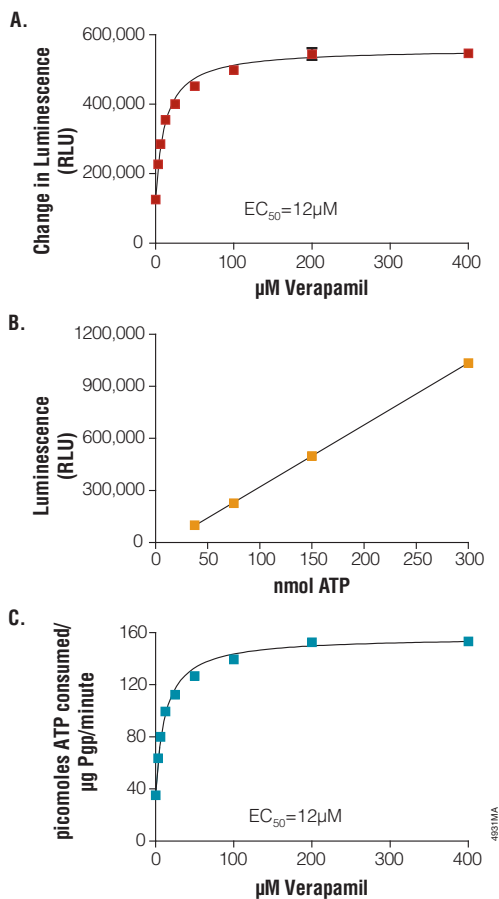 A.
Change in Luminescence
(RLU)
600,000
400,000
200,000
0
EC50=12µM
0 100 200 300 400
µM Verapamil
B.
Luminescence
(RLU)
1200,000
900,000
600,000
300,000
0
0 50 100 150 200 250 300
nmol ATP
C.
picomoles ATP consumed/
µg Pgp/minute
160
120
80
40
0
EC50=12µM
0 100 200 300 400
µM Verapamil
4931MA